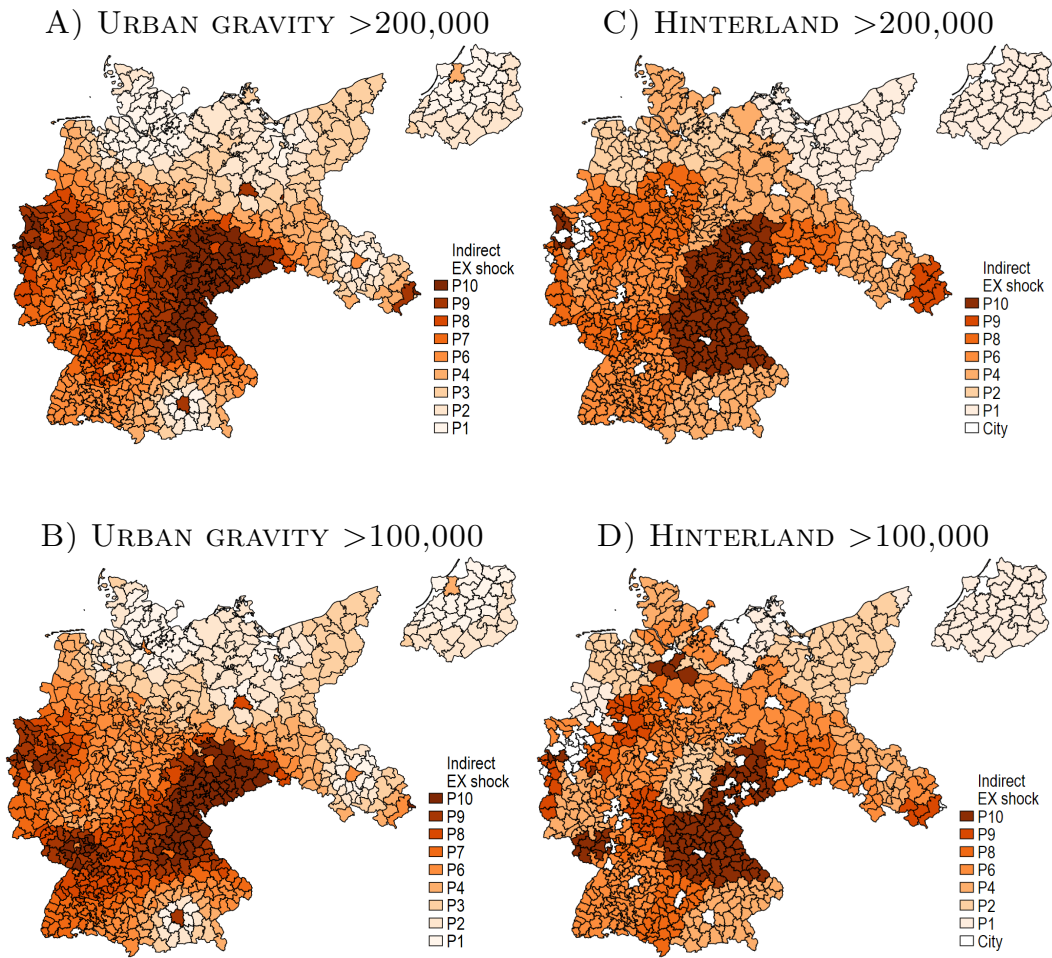 A) Urban gravity >200,000
Indirect
EX shock
P10
P9
P8
P7
P6
P4
P3
P2
P1
C) Hinterland >200,000
Indirect
EX shock
P10
P9
P8
P6
P4
P2
P1
City
B) Urban gravity >100,000
Indirect
EX shock
P10
P9
P8
P7
P6
P4
P3
P2
P1
D) Hinterland >100,000
Indirect
EX shock
P10
P9
P8
P6
P4
P2
P1
City